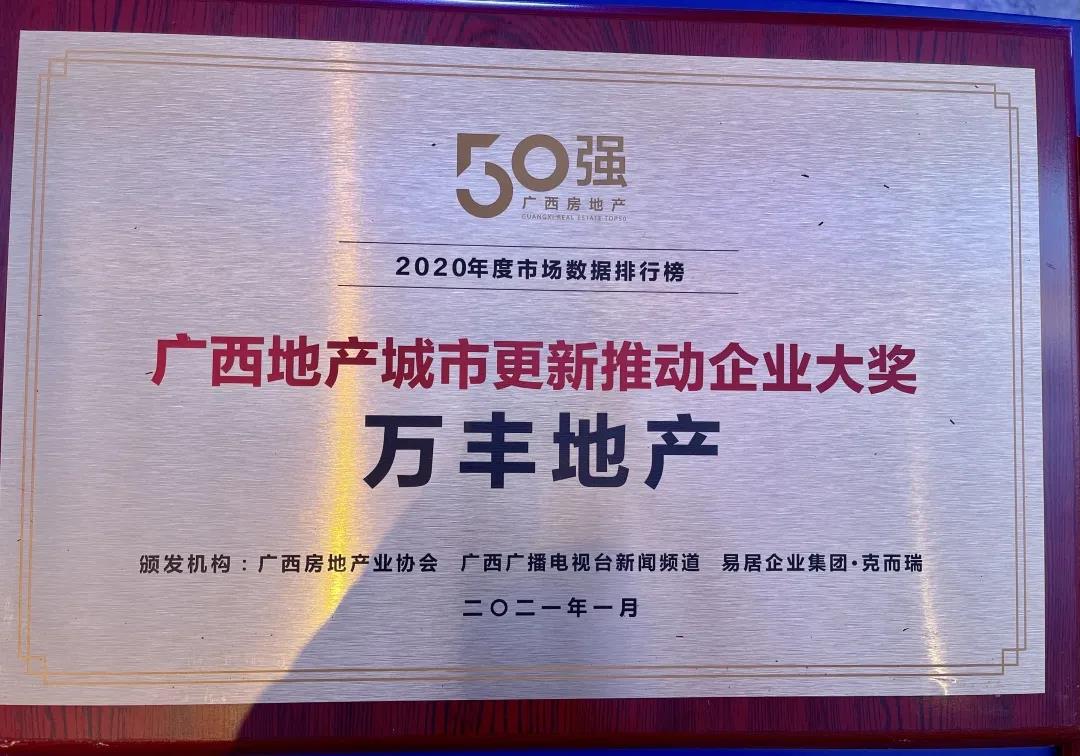 50强
广西房地产
GUANGXI REAL ESTATE TOP50
2020年度市场数据排行榜
广西地产城市更新推动企业大奖
万丰地产
颁发机构：广西房地产业协会 广西广播电视台新闻频道 易居企业集团·克而瑞
二〇二一年一月